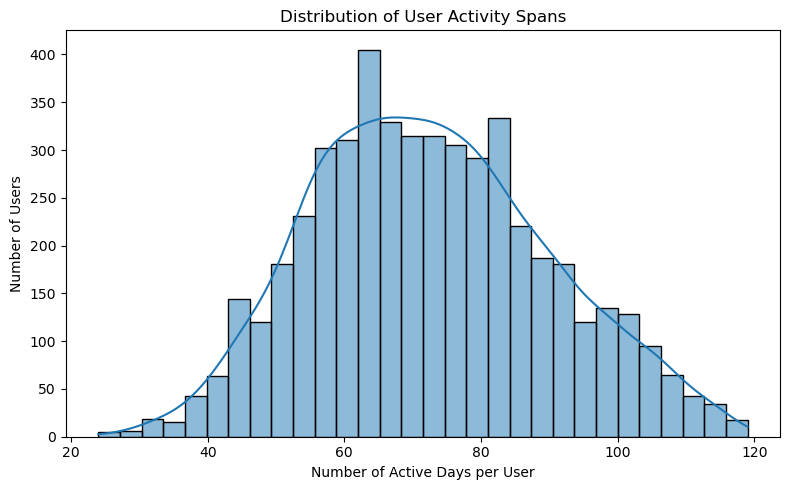 Distribution of User Activity Spans
Number of Users
400
350
300
250
200
150
100
50
0
20 40 60 80 100 120
Number of Active Days per User